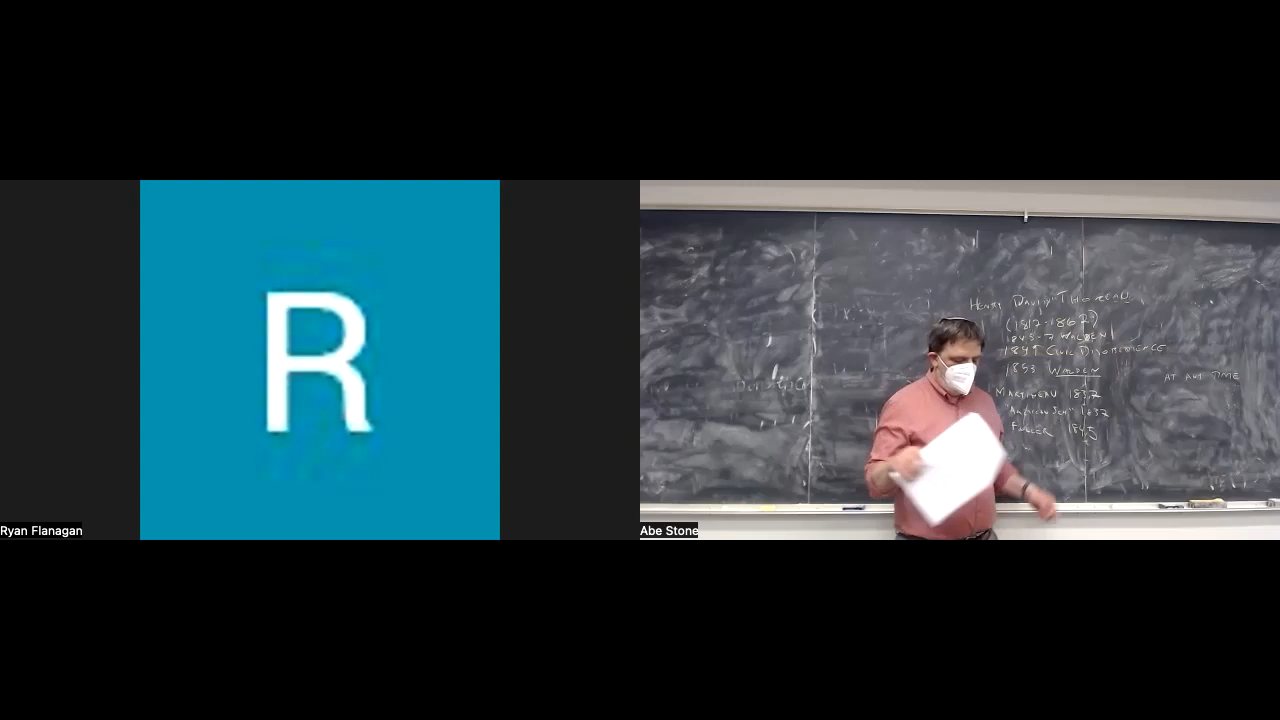 R
Ryan Flanagan
Abe Stone
HENRY DAVID THOREAU
(1817-1862)
1845-7 WALDEN
1849 CIVIL DISOBEDIENCE
1853 WALDEN
AT ANY TIME
MARTINEAU 1837
"AMERICAN SCH" 1837
FULLER 1845